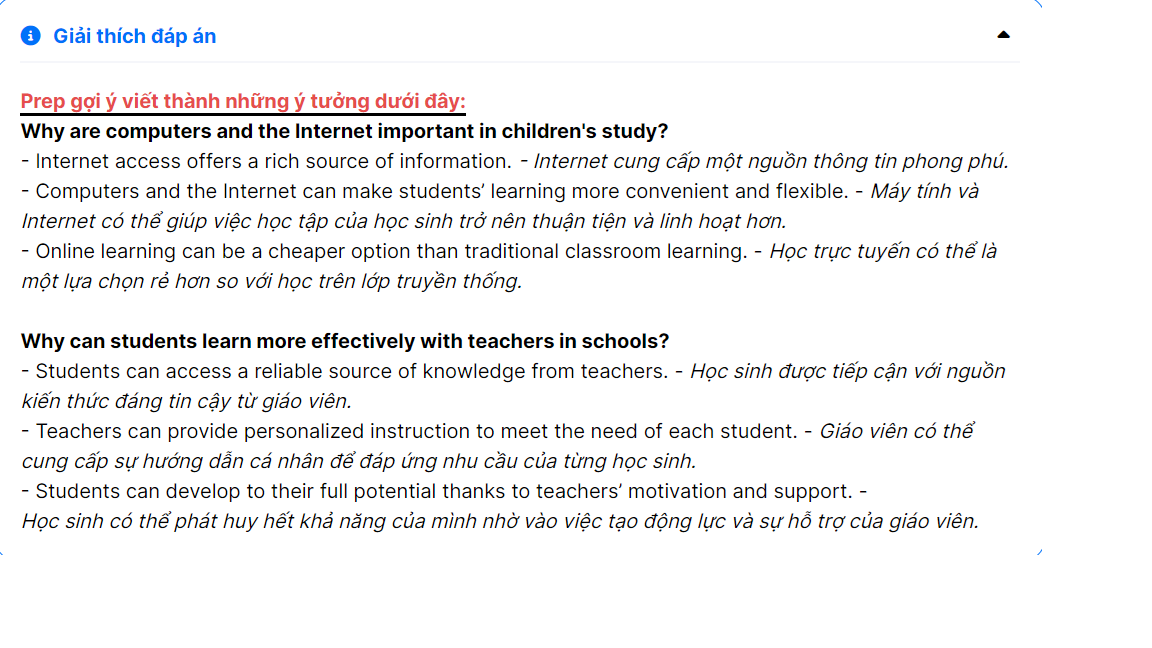 Giải thích đáp án
Prep gợi ý viết thành những ý tưởng dưới đây:
Why are computers and the Internet important in children's study?
- Internet access offers a rich source of information. - Internet cung cấp một nguồn thông tin phong phú.
- Computers and the Internet can make students’ learning more convenient and flexible. - Máy tính và
Internet có thể giúp việc học tập của học sinh trở nên thuận tiện và linh hoạt hơn.
- Online learning can be a cheaper option than traditional classroom learning. - Học trực tuyến có thể là
một lựa chọn rẻ hơn so với học trên lớp truyền thống.
Why can students learn more effectively with teachers in schools?
- Students can access a reliable source of knowledge from teachers. - Học sinh được tiếp cận với nguồn
kiến thức đáng tin cậy từ giáo viên.
- Teachers can provide personalized instruction to meet the need of each student. - Giáo viên có thể
cung cấp sự hướng dẫn cá nhân để đáp ứng nhu cầu của từng học sinh.
- Students can develop to their full potential thanks to teachers’ motivation and support. -
Học sinh có thể phát huy hết khả năng của mình nhờ vào việc tạo động lực và sự hỗ trợ của giáo viên.